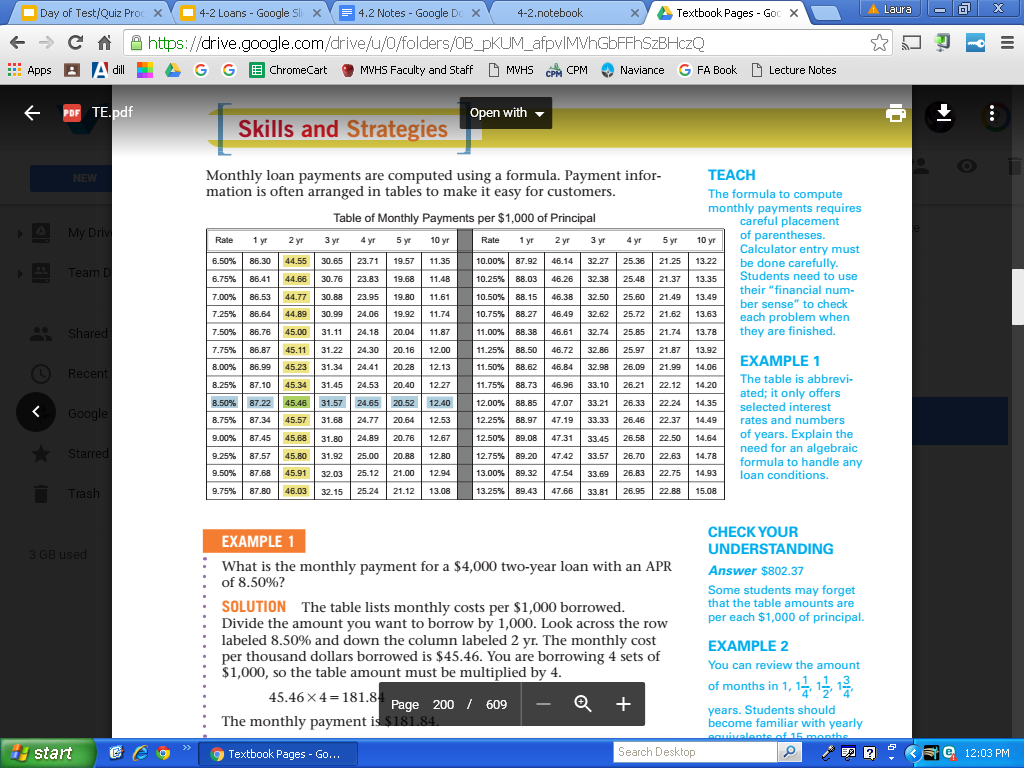 Day of Test/Quiz Proc
4-2 Loans - Google Sli
4.2 Notes - Google Do
4-2.notebook
Textbook Pages - Goo
Laura
https://drive.google.com/drive/u/0/folders/0B_pKUM_afpvIMVhGbFFhSzBHczQ
Apps
dill
ChromeCart
MVHS Faculty and Staff
MVHS
CPM
CPM
Naviance
FA Book
Lecture Notes
PDF
TE.pdf
Open with
NEW
My Driv
Team D
Shared
Recent
Google
Starred
Trash
3 GB used
Skills and Strategies
Monthly loan payments are computed using a formula. Payment infor-
mation is often arranged in tables to make it easy for customers.
Table of Monthly Payments per $1,000 of Principal
Rate 1 yr 2 yr 3 yr 4 yr 5 yr 10 yr Rate 1 yr 2 yr 3 yr 4 yr 5 yr 10 yr
6.50% 86.30 44.55 30.65 23.71 19.57 11.35 10.00% 87.92 46.14 32.27 25.36 21.25 13.22
6.75% 86.41 44.66 30.76 23.83 19.68 11.48 10.25% 88.03 46.26 32.38 25.48 21.37 13.35
7.00% 86.53 44.77 30.88 23.95 19.80 11.61 10.50% 88.15 46.38 32.50 25.60 21.49 13.49
7.25% 86.64 44.89 30.99 24.06 19.92 11.74 10.75% 88.27 46.49 32.62 25.72 21.62 13.63
7.50% 86.76 45.00 31.11 24.18 20.04 11.87 11.00% 88.38 46.61 32.74 25.85 21.74 13.78
7.75% 86.87 45.11 31.22 24.30 20.16 12.00 11.25% 88.50 46.72 32.86 25.97 21.87 13.92
8.00% 86.99 45.23 31.34 24.41 20.28 12.13 11.50% 88.62 46.84 32.98 26.09 21.99 14.06
8.25% 87.10 45.34 31.45 24.53 20.40 12.27 11.75% 88.73 46.96 33.10 26.21 22.12 14.20
8.50% 87.22 45.46 31.57 24.65 20.52 12.40 12.00% 88.85 47.07 33.21 26.33 22.24 14.35
8.75% 87.34 45.57 31.68 24.77 20.64 12.53 12.25% 88.97 47.19 33.33 26.46 22.37 14.49
9.00% 87.45 45.68 31.80 24.89 20.76 12.67 12.50% 89.08 47.31 33.45 26.58 22.50 14.64
9.25% 87.57 45.80 31.92 25.00 20.88 12.80 12.75% 89.20 47.42 33.57 26.70 22.63 14.78
9.50% 87.68 45.91 32.03 25.12 21.00 12.94 13.00% 89.32 47.54 33.69 26.83 22.75 14.93
9.75% 87.80 46.03 32.15 25.24 21.12 13.08 13.25% 89.43 47.66 33.81 26.95 22.88 15.08
TEACH
The formula to compute
monthly payments requires
careful placement
of parentheses.
Calculator entry must
be done carefully.
Students need to use
their “financial num-
ber sense” to check
each problem when
they are finished.
EXAMPLE 1
The table is abbrevi-
ated; it only offers
selected interest
rates and numbers
of years. Explain the
need for an algebraic
formula to handle any
loan conditions.
EXAMPLE 1
What is the monthly payment for a $4,000 two-year loan with an APR
of 8.50%?
SOLUTION The table lists monthly costs per $1,000 borrowed.
Divide the amount you want to borrow by 1,000. Look across the row
labeled 8.50% and down the column labeled 2 yr. The monthly cost
per thousand dollars borrowed is $45.46. You are borrowing 4 sets of
$1,000, so the table amount must be multiplied by 4.
45.46 × 4 = 181.84
The monthly payment is $181.84.
CHECK YOUR
UNDERSTANDING
Answer $802.37
Some students may forget
that the table amounts are
per each $1,000 of principal.
EXAMPLE 2
You can review the amount
of months in 1, 1 1/4, 1 1/2, 1 3/4,
years. Students should
become familiar with yearly
equivalents of 15 months
Page 200 / 609
start
Textbook Pages - Go...
Search Desktop
12:03 PM